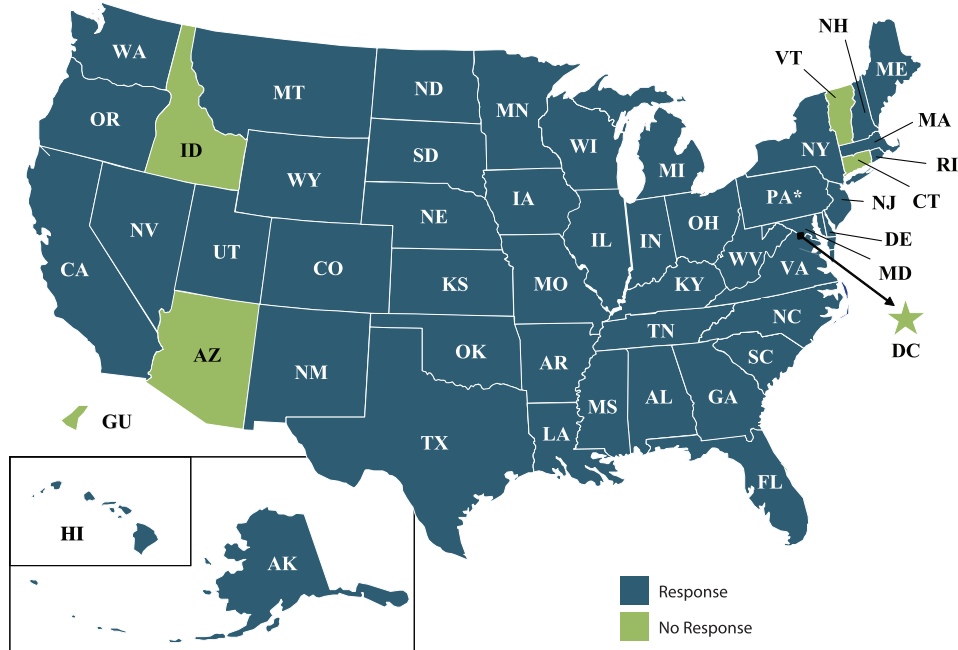 NH
VT
WA
ME
MT
ND
MN
OR
MA
WI
ID
SD
NY
RI
MI
WY
IA
PA*
NJ
CT
NE
NV
OH
DE
IL
IN
UT
WV
CA
CO
VA
MD
KS
MO
KY
NC
TN
DC
OK
AZ
AR
SC
NM
MS
AL
GA
GU
LA
TX
FL
HI
AK
Response
No Response